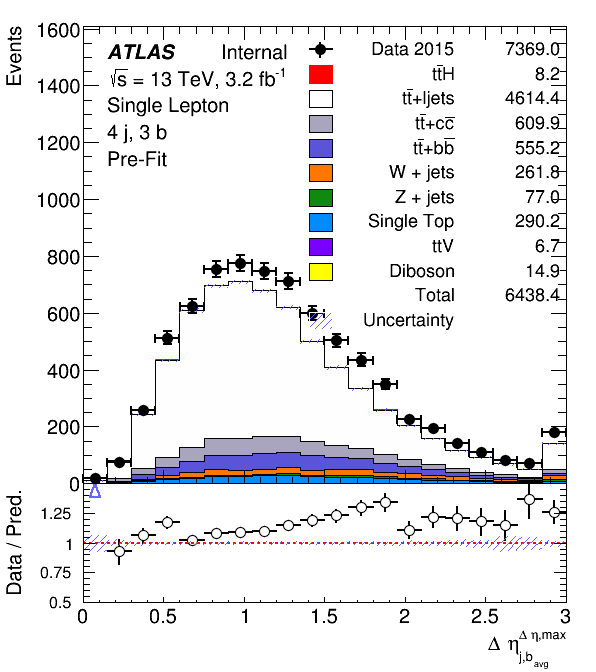 Events
1600
1400
1200
1000
800
600
400
200
0
ATLAS Internal
√s = 13 TeV, 3.2 fb⁻¹
Single Lepton
4 j, 3 b
Pre-Fit
Data 2015 7369.0
tt̄H 8.2
tt̄+ljets 4614.4
tt̄+cc̄ 609.9
tt̄+bb̄ 555.2
W + jets 261.8
Z + jets 77.0
Single Top 290.2
ttV 6.7
Diboson 14.9
Total 6438.4
Uncertainty
Data / Pred.
1.25
1
0.75
0.5
0 0.5 1 1.5 2 2.5 3
Δ η_{j,b_{avg}}^{Δ η,max}